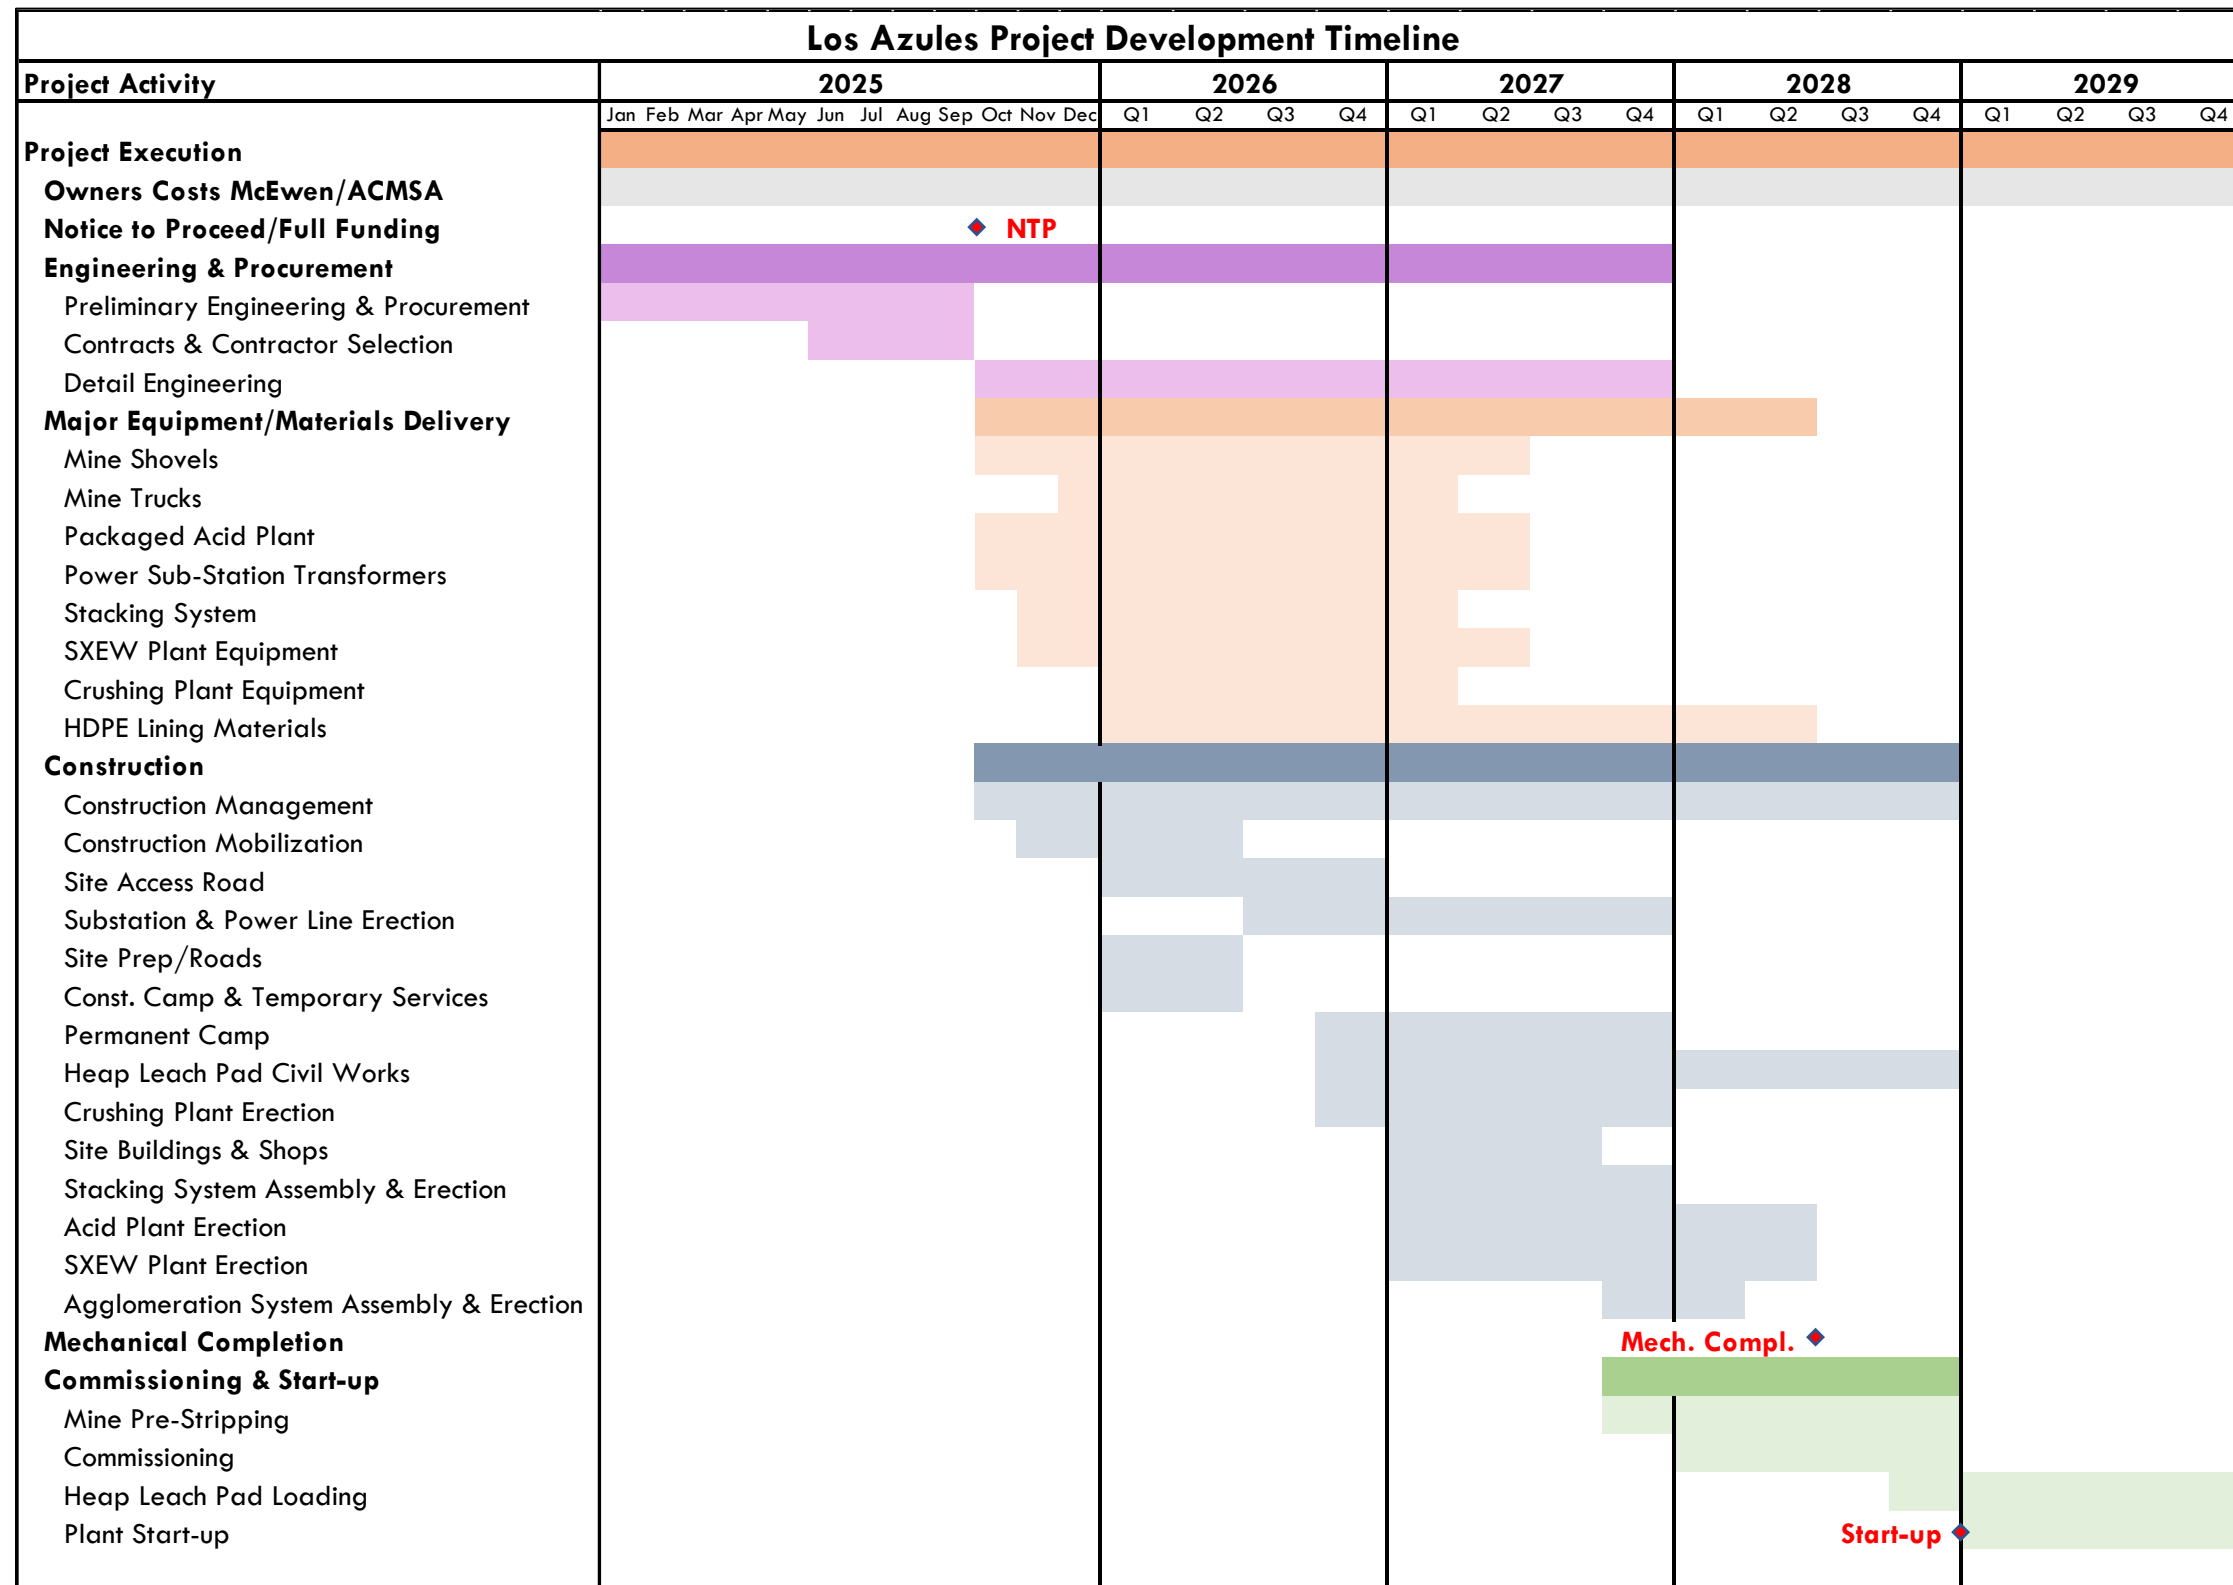 Los Azules Project Development Timeline
Project Activity 2025 2026 2027 2028 2029
Jan Feb Mar Apr May Jun Jul Aug Sep Oct Nov Dec Q1 Q2 Q3 Q4 Q1 Q2 Q3 Q4 Q1 Q2 Q3 Q4 Q1 Q2 Q3 Q4
Project Execution
Owners Costs McEwen/ACMSA
Notice to Proceed/Full Funding NTP
Engineering & Procurement
Preliminary Engineering & Procurement
Contracts & Contractor Selection
Detail Engineering
Major Equipment/Materials Delivery
Mine Shovels
Mine Trucks
Packaged Acid Plant
Power Sub-Station Transformers
Stacking System
SXEW Plant Equipment
Crushing Plant Equipment
HDPE Lining Materials
Construction
Construction Management
Construction Mobilization
Site Access Road
Substation & Power Line Erection
Site Prep/Roads
Const. Camp & Temporary Services
Permanent Camp
Heap Leach Pad Civil Works
Crushing Plant Erection
Site Buildings & Shops
Stacking System Assembly & Erection
Acid Plant Erection
SXEW Plant Erection
Agglomeration System Assembly & Erection
Mechanical Completion Mech. Compl.
Commissioning & Start-up
Mine Pre-Stripping
Commissioning
Heap Leach Pad Loading
Plant Start-up Start-up